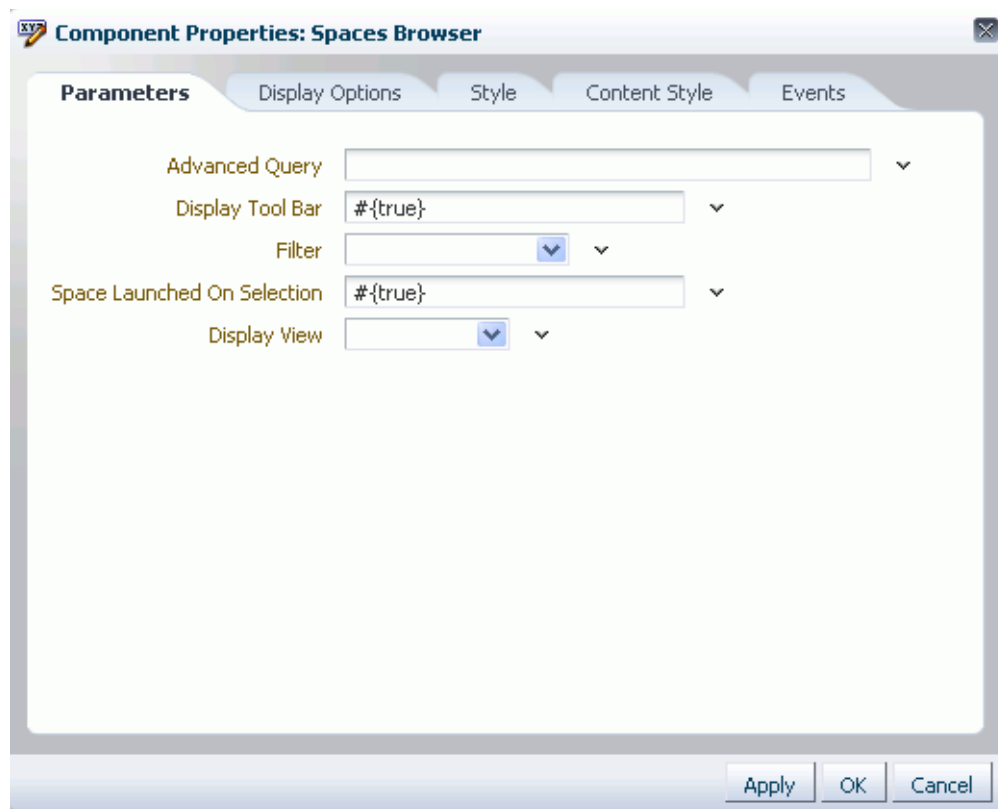 Component Properties: Spaces Browser
Parameters Display Options Style Content Style Events
Advanced Query
Display Tool Bar #{true}
Filter
Space Launched On Selection #{true}
Display View
Apply OK Cancel